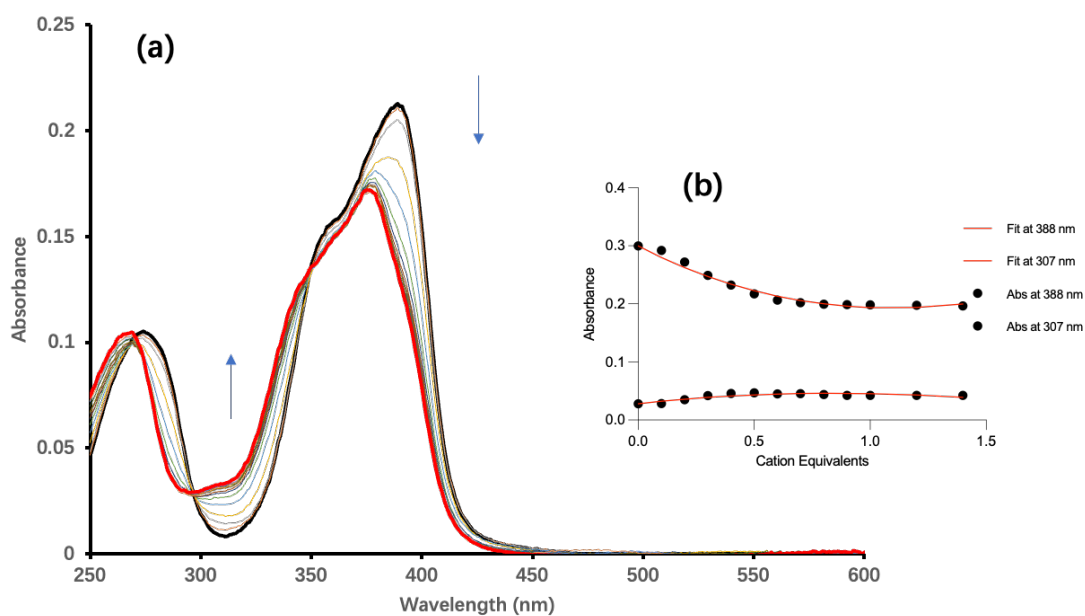 (a)
0.25
0.2
0.15
0.1
0.05
0
250
300
350
400
450
500
550
600
Absorbance
Wavelength (nm)
(b)
0.4
0.3
0.2
0.1
0.0
0.0
0.5
1.0
1.5
Absorbance
Cation Equivalents
Fit at 388 nm
Fit at 307 nm
Abs at 388 nm
Abs at 307 nm